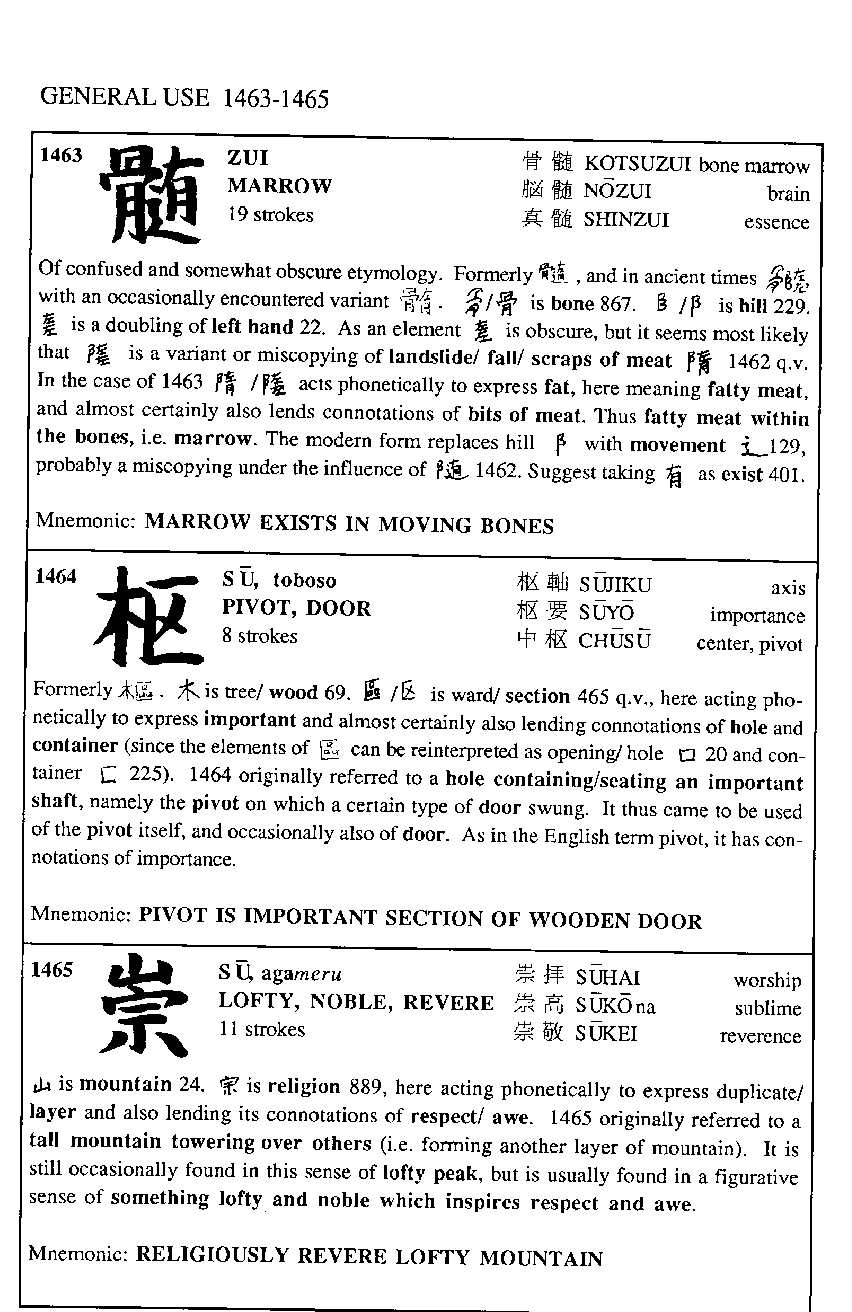 GENERAL USE 1463-1465
1463 髄 ZUI 骨髄 KOTSUZUI bone marrow
MARROW 脳髄 NŌZUI brain
19 strokes 真髄 SHINZUI essence
Of confused and somewhat obscure etymology. Formerly 髓, and in ancient times
with an occasionally encountered variant . / 骨 is bone 867. / 阝 is hill 229.
is a doubling of left hand 22. As an element is obscure, but it seems most likely
that is a variant or miscopying of landslide/ fall/ scraps of meat 1462 q.v.
In the case of 1463 / acts phonetically to express fat, here meaning fatty meat,
and almost certainly also lends connotations of bits of meat. Thus fatty meat within
the bones, i.e. marrow. The modern form replaces hill 阝 with movement 辶 129,
probably a miscopying under the influence of 1462. Suggest taking 有 as exist 401.
Mnemonic: MARROW EXISTS IN MOVING BONES
1464 枢 SŪ, toboso 枢軸 SŪJIKU axis
PIVOT, DOOR 枢要 SŪYŌ importance
8 strokes 中枢 CHŪSŪ center, pivot
Formerly 樞. 木 is tree/ wood 69. 區 /区 is ward/ section 465 q.v., here acting pho-
netically to express important and almost certainly also lending connotations of hole and
container (since the elements of 區 can be reinterpreted as opening/ hole 口 20 and con-
tainer 匚 225). 1464 originally referred to a hole containing/seating an important
shaft, namely the pivot on which a certain type of door swung. It thus came to be used
of the pivot itself, and occasionally also of door. As in the English term pivot, it has con-
notations of importance.
Mnemonic: PIVOT IS IMPORTANT SECTION OF WOODEN DOOR
1465 崇 SŪ, agameru 崇拝 SŪHAI worship
LOFTY, NOBLE, REVERE 崇高 SŪKŌna sublime
11 strokes 崇敬 SŪKEI reverence
山 is mountain 24. 宗 is religion 889, here acting phonetically to express duplicate/
layer and also lending its connotations of respect/ awe. 1465 originally referred to a
tall mountain towering over others (i.e. forming another layer of mountain). It is
still occasionally found in this sense of lofty peak, but is usually found in a figurative
sense of something lofty and noble which inspires respect and awe.
Mnemonic: RELIGIOUSLY REVERE LOFTY MOUNTAIN